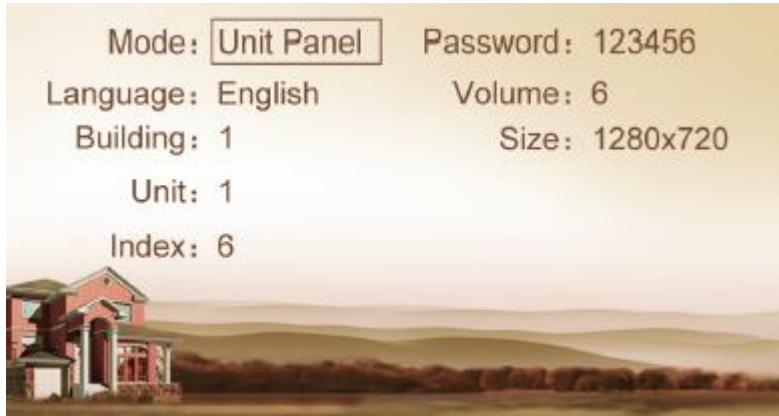 Mode: Unit Panel Password: 123456
Language: English Volume: 6
Building: 1 Size: 1280x720
Unit: 1
Index: 6